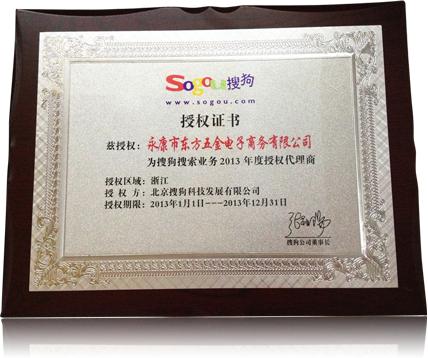 Sogou搜狗
www.sogou.com
授权证书
兹授权：永康市东方五金电子商务有限公司
为搜狗搜索业务2013年度授权代理商
授权区域：浙江
授 权 方：北京搜狗科技发展有限公司
授权期限：2013年1月1日---2013年12月31日
搜狗公司董事长